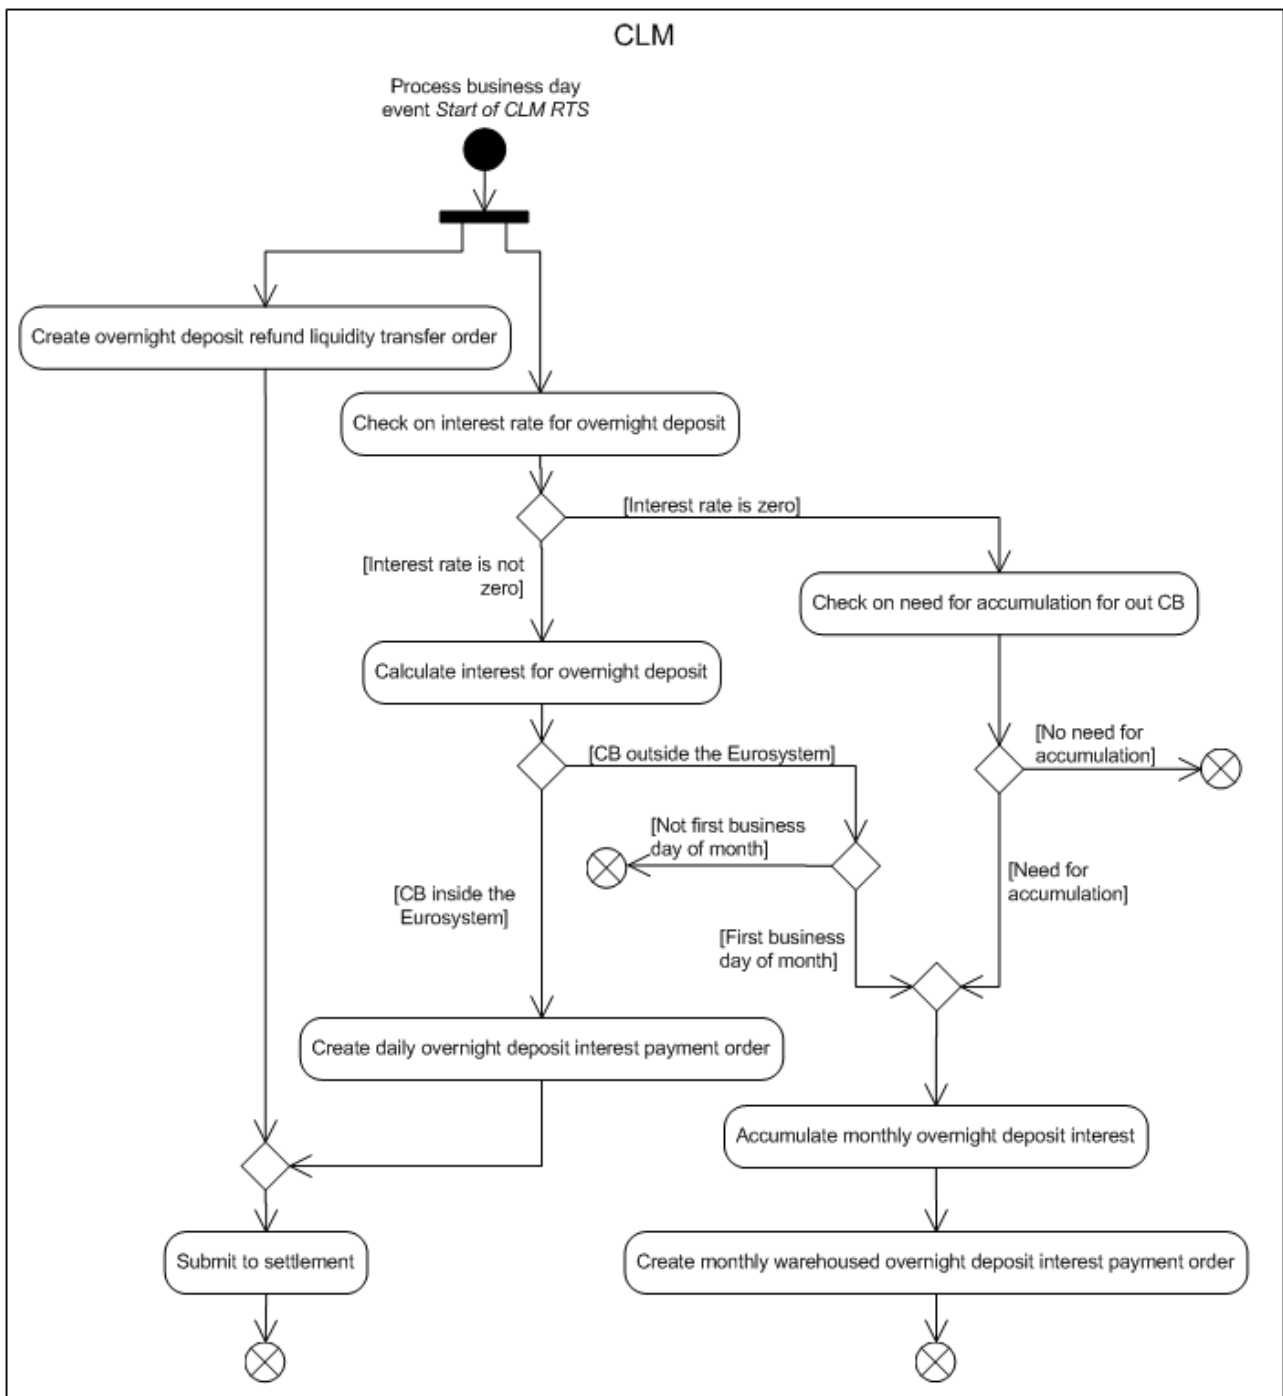 CLM
Process business day
event Start of CLM RTS
Create overnight deposit refund liquidity transfer order
Check on interest rate for overnight deposit
[Interest rate is zero]
[Interest rate is not
zero]
Check on need for accumulation for out CB
Calculate interest for overnight deposit
[CB outside the Eurosystem]
[No need for
accumulation]
[Not first business
day of month]
[Need for
accumulation]
[CB inside the
Eurosystem]
[First business
day of month]
Create daily overnight deposit interest payment order
Accumulate monthly overnight deposit interest
Submit to settlement
Create monthly warehoused overnight deposit interest payment order